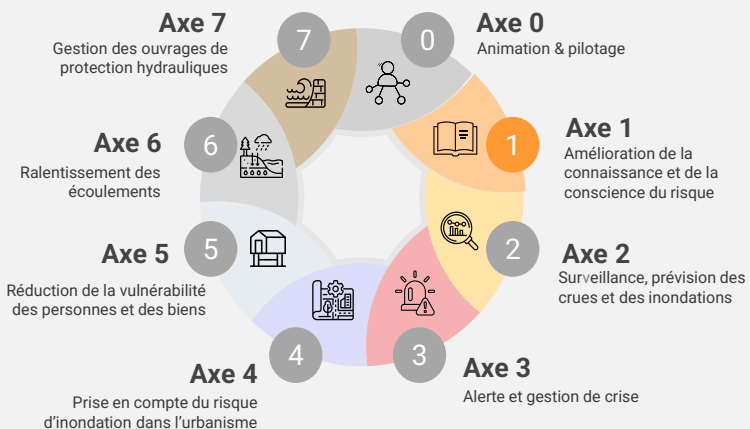 Axe 0
Animation & pilotage
0
Axe 1
Amélioration de la
connaissance et de la
conscience du risque
1
Axe 2
Surveillance, prévision des
crues et des inondations
2
Axe 3
Alerte et gestion de crise
3
Axe 4
Prise en compte du risque
d'inondation dans l'urbanisme
4
Axe 5
Réduction de la vulnérabilité
des personnes et des biens
5
Axe 6
Ralentissement des
écoulements
6
Axe 7
Gestion des ouvrages de
protection hydrauliques
7